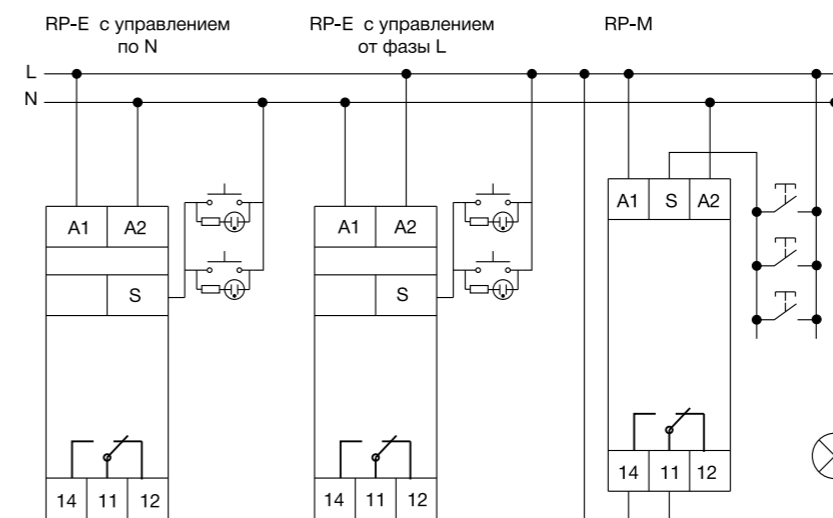 RP-E с управлением
по N
RP-E с управлением
от фазы L
RP-M
L
N
A1 A2
S
14 11 12
A1 A2
S
14 11 12
A1 S A2
14 11 12